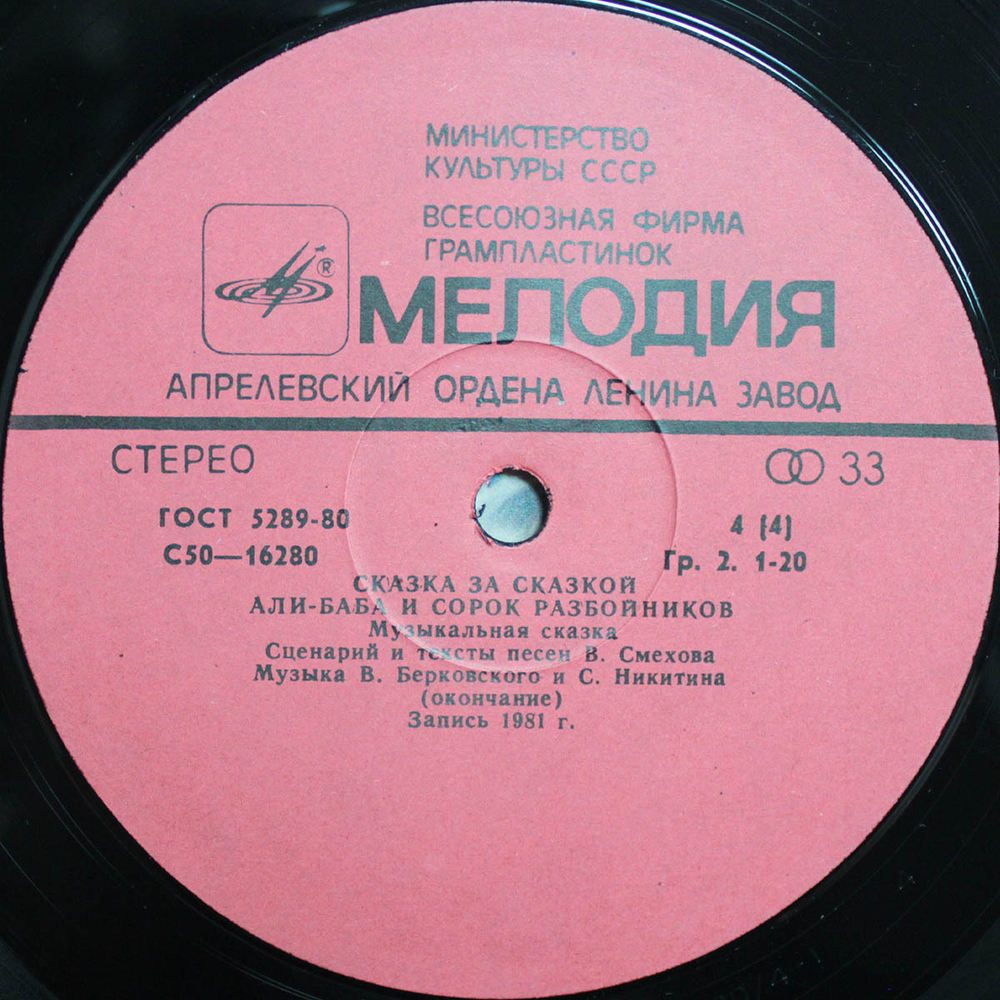 МИНИСТЕРСТВО
КУЛЬТУРЫ СССР
ВСЕСОЮЗНАЯ ФИРМА
ГРАМПЛАСТИНОК
®
МЕЛОДИЯ
АПРЕЛЕВСКИЙ ОРДЕНА ЛЕНИНА ЗАВОД
СТЕРЕО 33
ГОСТ 5289-80 4 (4)
С50—16280 Гр. 2. 1-20
СКАЗКА ЗА СКАЗКОЙ
АЛИ-БАБА И СОРОК РАЗБОЙНИКОВ
Музыкальная сказка
Сценарий и тексты песен В. Смехова
Музыка В. Берковского и С. Никитина
(окончание)
Запись 1981 г.